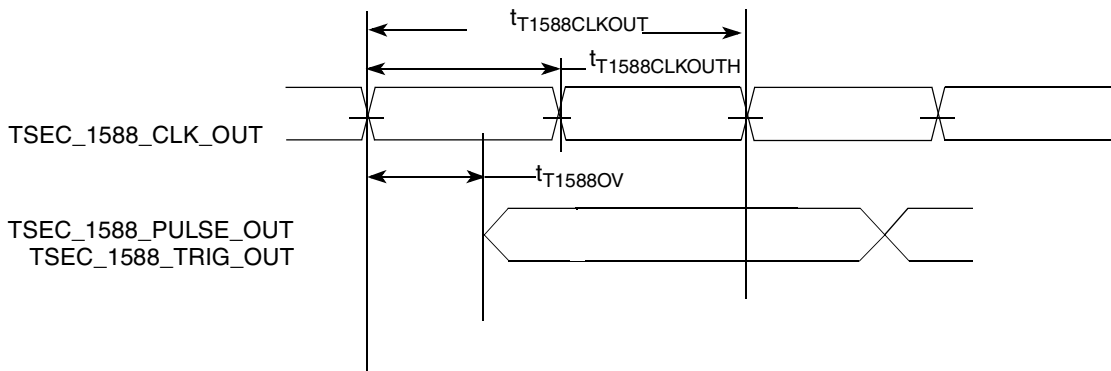 tT1588CLKOUT
tT1588CLKOUTH
TSEC_1588_CLK_OUT
tT1588OV
TSEC_1588_PULSE_OUT
TSEC_1588_TRIG_OUT